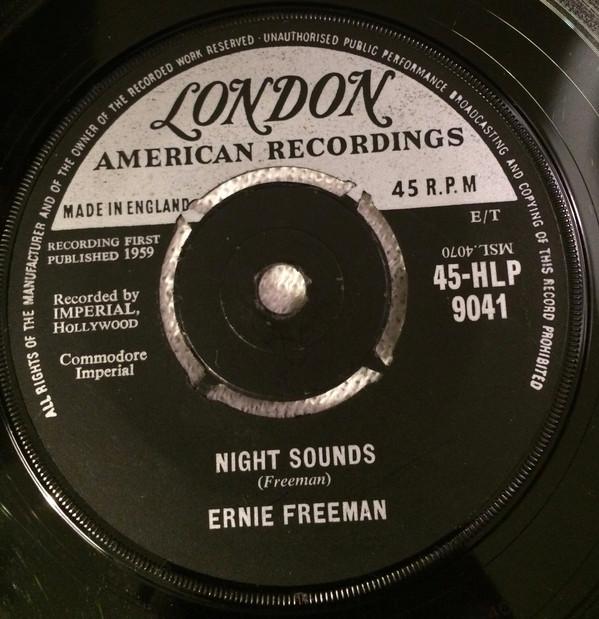 ALL RIGHTS OF THE MANUFACTURER AND OF THE OWNER OF THE RECORDED WORK RESERVED · UNAUTHORISED PUBLIC PERFORMANCE BROADCASTING AND COPYING OF THIS RECORD PROHIBITED
LONDON
AMERICAN RECORDINGS
MADE IN ENGLAND
45 R.P.M
E/T
RECORDING FIRST
PUBLISHED 1959
MSL.4070
45-HLP
9041
Recorded by
IMPERIAL,
HOLLYWOOD
Commodore
Imperial
NIGHT SOUNDS
(Freeman)
ERNIE FREEMAN